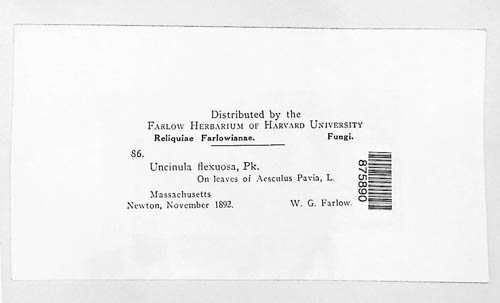 Distributed by the
Farlow Herbarium of Harvard University
Reliquiae Farlowianae. Fungi.
86.
Uncinula flexuosa, Pk.
On leaves of Aesculus Pavia, L.
Massachusetts
Newton, November 1892. W. G. Farlow.
875890